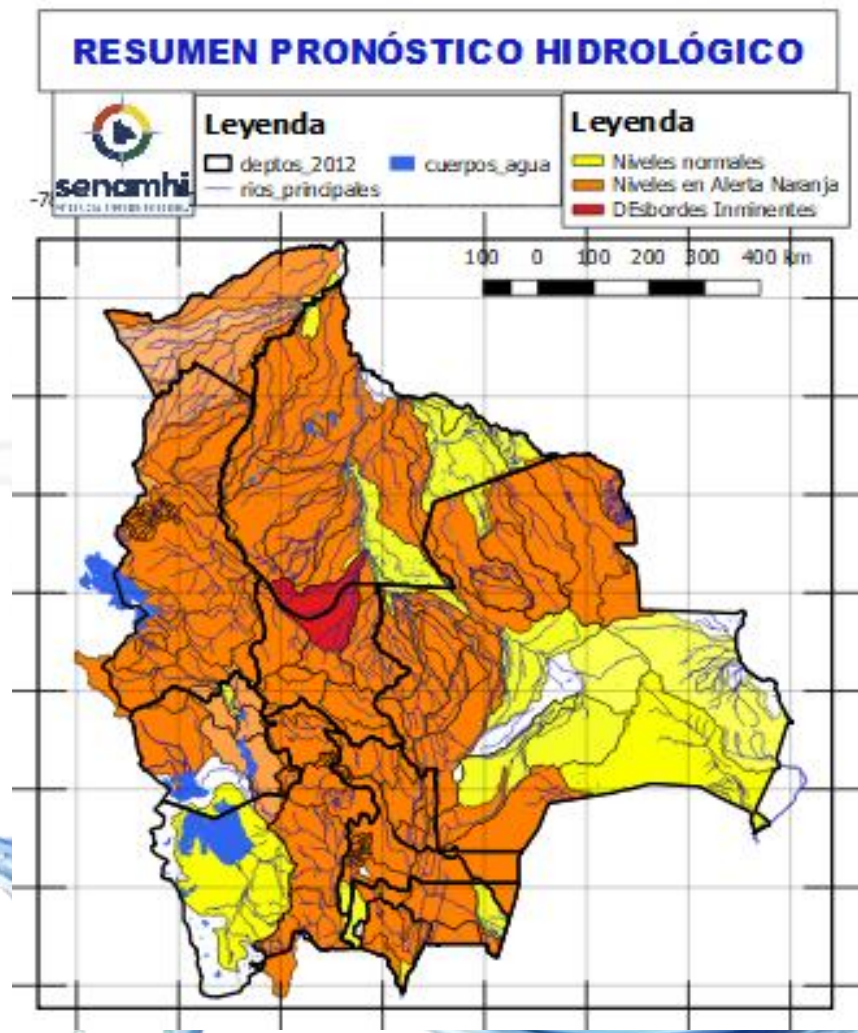 RESUMEN PRONÓSTICO HIDROLÓGICO
senamhi
Leyenda
deptos_2012
cuerpos_agua
rios_principales
Leyenda
Niveles normales
Niveles en Alerta Naranja
DEsbordes Inminentes
100 0 100 200 300 400 km